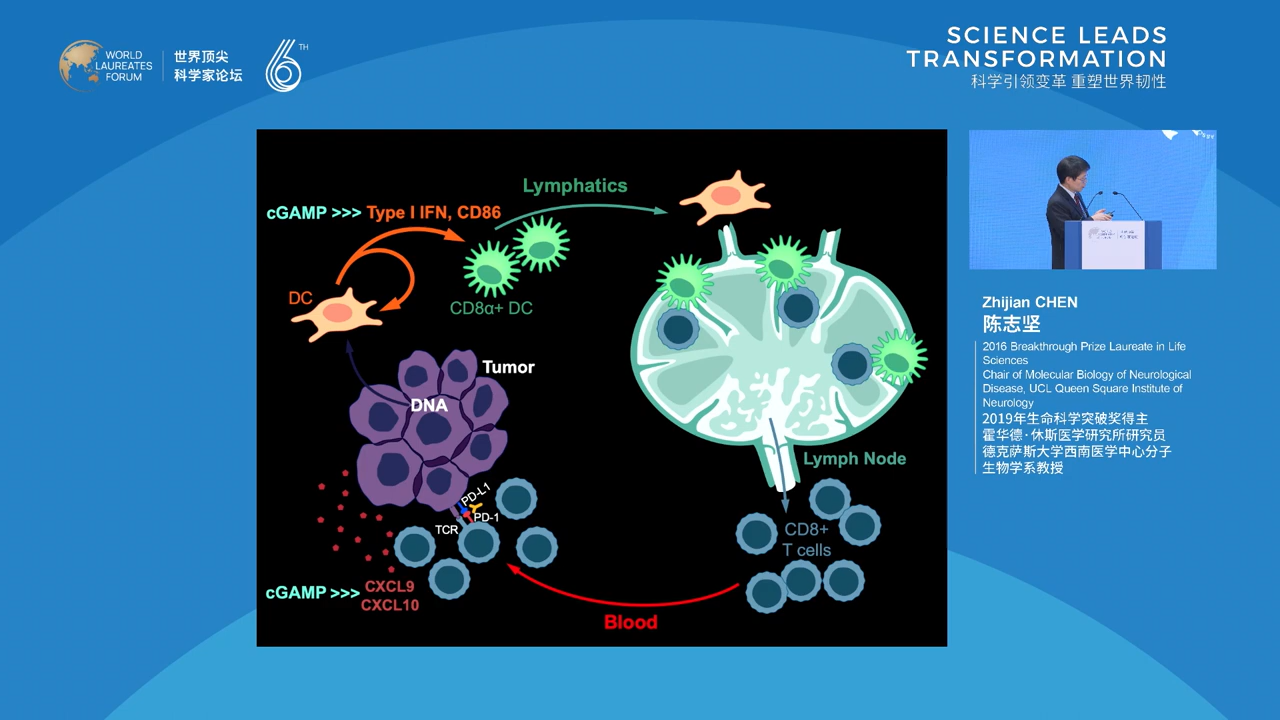 WORLD
LAUREATES
FORUM
世界顶尖
科学家论坛
6TH
SCIENCE LEADS
TRANSFORMATION
科学引领变革 重塑世界韧性
Lymphatics
cGAMP >>> Type I IFN, CD86
DC
CD8α+ DC
Tumor
DNA
Lymph Node
PD-L1
PD-1
TCR
CD8+
T cells
cGAMP >>> CXCL9
CXCL10
Blood
Zhijian CHEN
陈志坚
2016 Breakthrough Prize Laureate in Life
Sciences
Chair of Molecular Biology of Neurological
Disease, UCL Queen Square Institute of
Neurology
2019年生命科学突破奖得主
霍华德·休斯医学研究所研究员
德克萨斯大学西南医学中心分子
生物学系教授